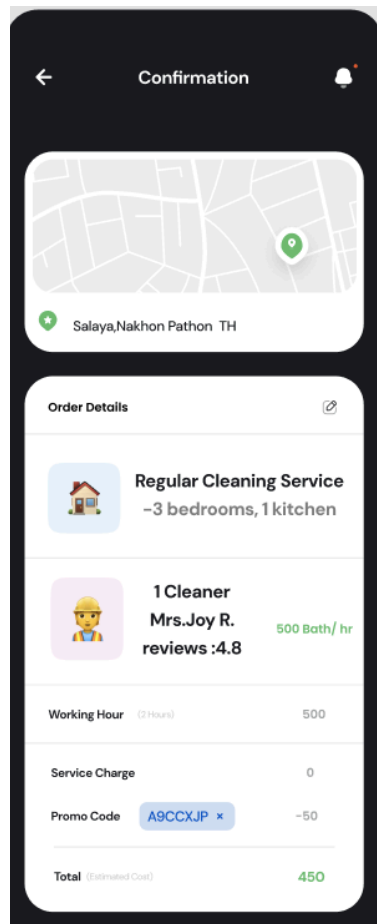 Confirmation
Salaya,Nakhon Pathon TH
Order Details
Regular Cleaning Service
-3 bedrooms, 1 kitchen
1 Cleaner
Mrs.Joy R.
reviews :4.8
500 Bath/ hr
Working Hour (2 Hours) 500
Service Charge 0
Promo Code A9CCXJP × -50
Total (Estimated Cost) 450